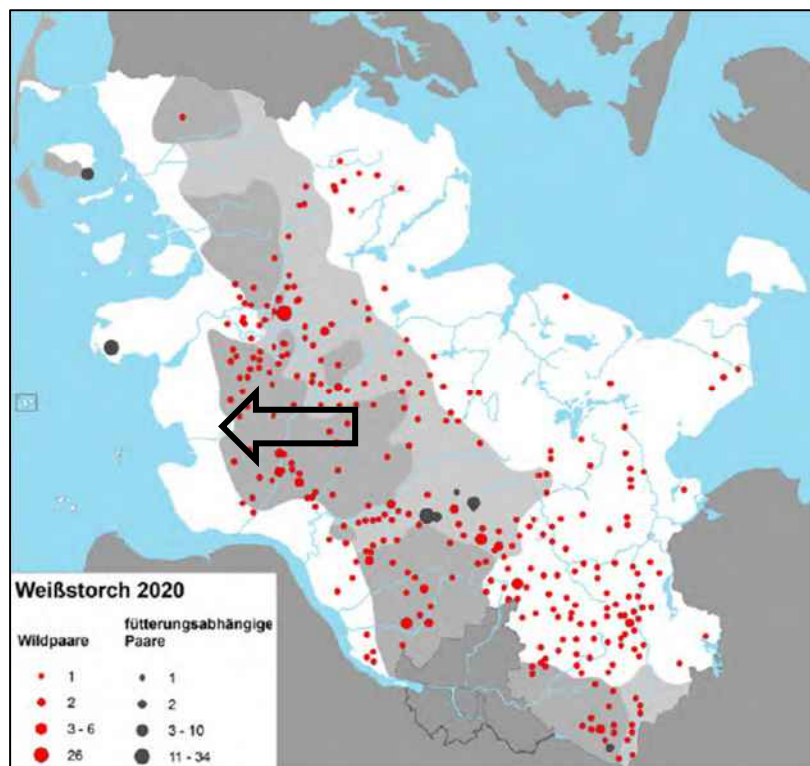 Weißstorch 2020
Wildpaare
1
2
3 - 6
26
fütterungsabhängige
Paare
1
2
3 - 10
11 - 34